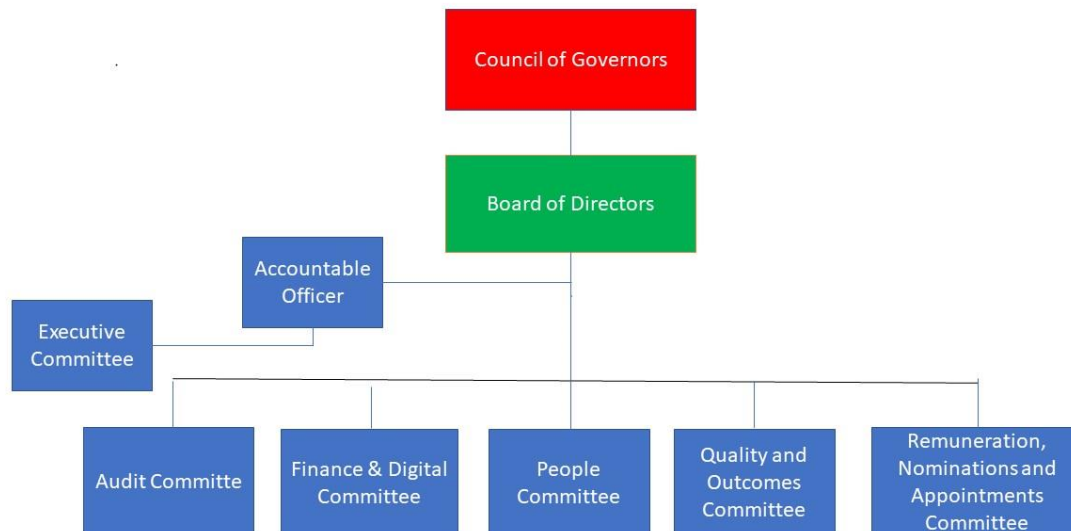 Council of Governors
Board of Directors
Accountable
Officer
Executive
Committee
Audit Committe
Finance & Digital
Committee
People
Committee
Quality and
Outcomes
Committee
Remuneration,
Nominations and
Appointments
Committee